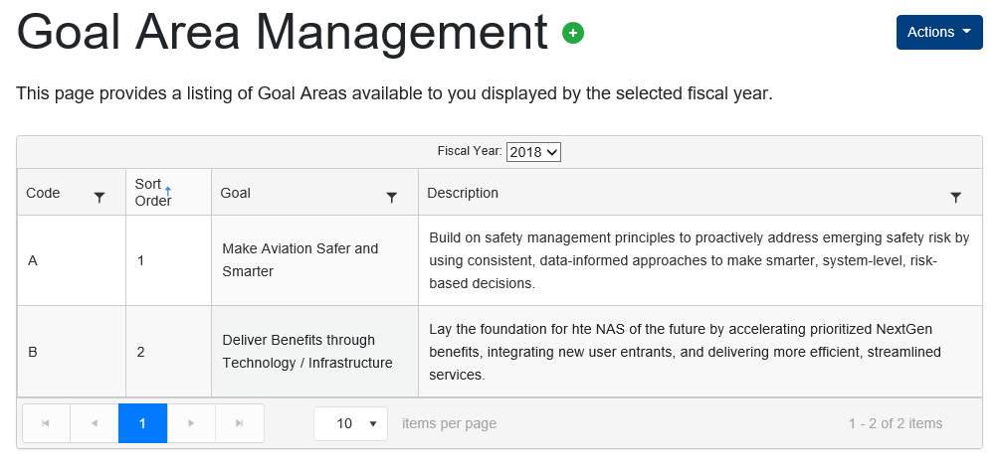 Goal Area Management
Actions
This page provides a listing of Goal Areas available to you displayed by the selected fiscal year.
Fiscal Year: 2018
Code
Sort
Order
Goal
Description
A
1
Make Aviation Safer and
Smarter
Build on safety management principles to proactively address emerging safety risk by
using consistent, data-informed approaches to make smarter, system-level, risk-
based decisions.
B
2
Deliver Benefits through
Technology / Infrastructure
Lay the foundation for hte NAS of the future by accelerating prioritized NextGen
benefits, integrating new user entrants, and delivering more efficient, streamlined
services.
1
10
items per page
1 - 2 of 2 items